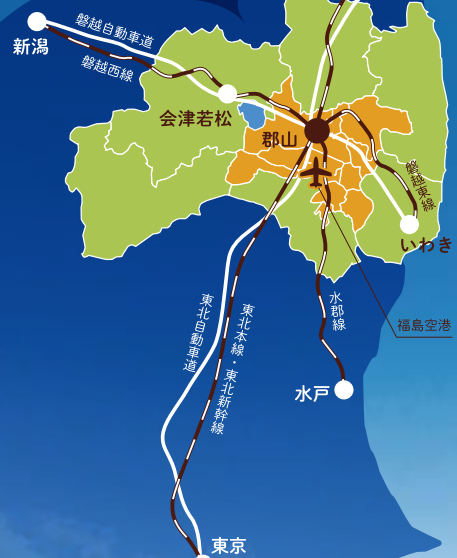 磐越自動車道
新潟
磐越西線
会津若松
郡山
磐越東線
いわき
水郡線
福島空港
東北自動車道
東北本線・東北新幹線
水戸
東京